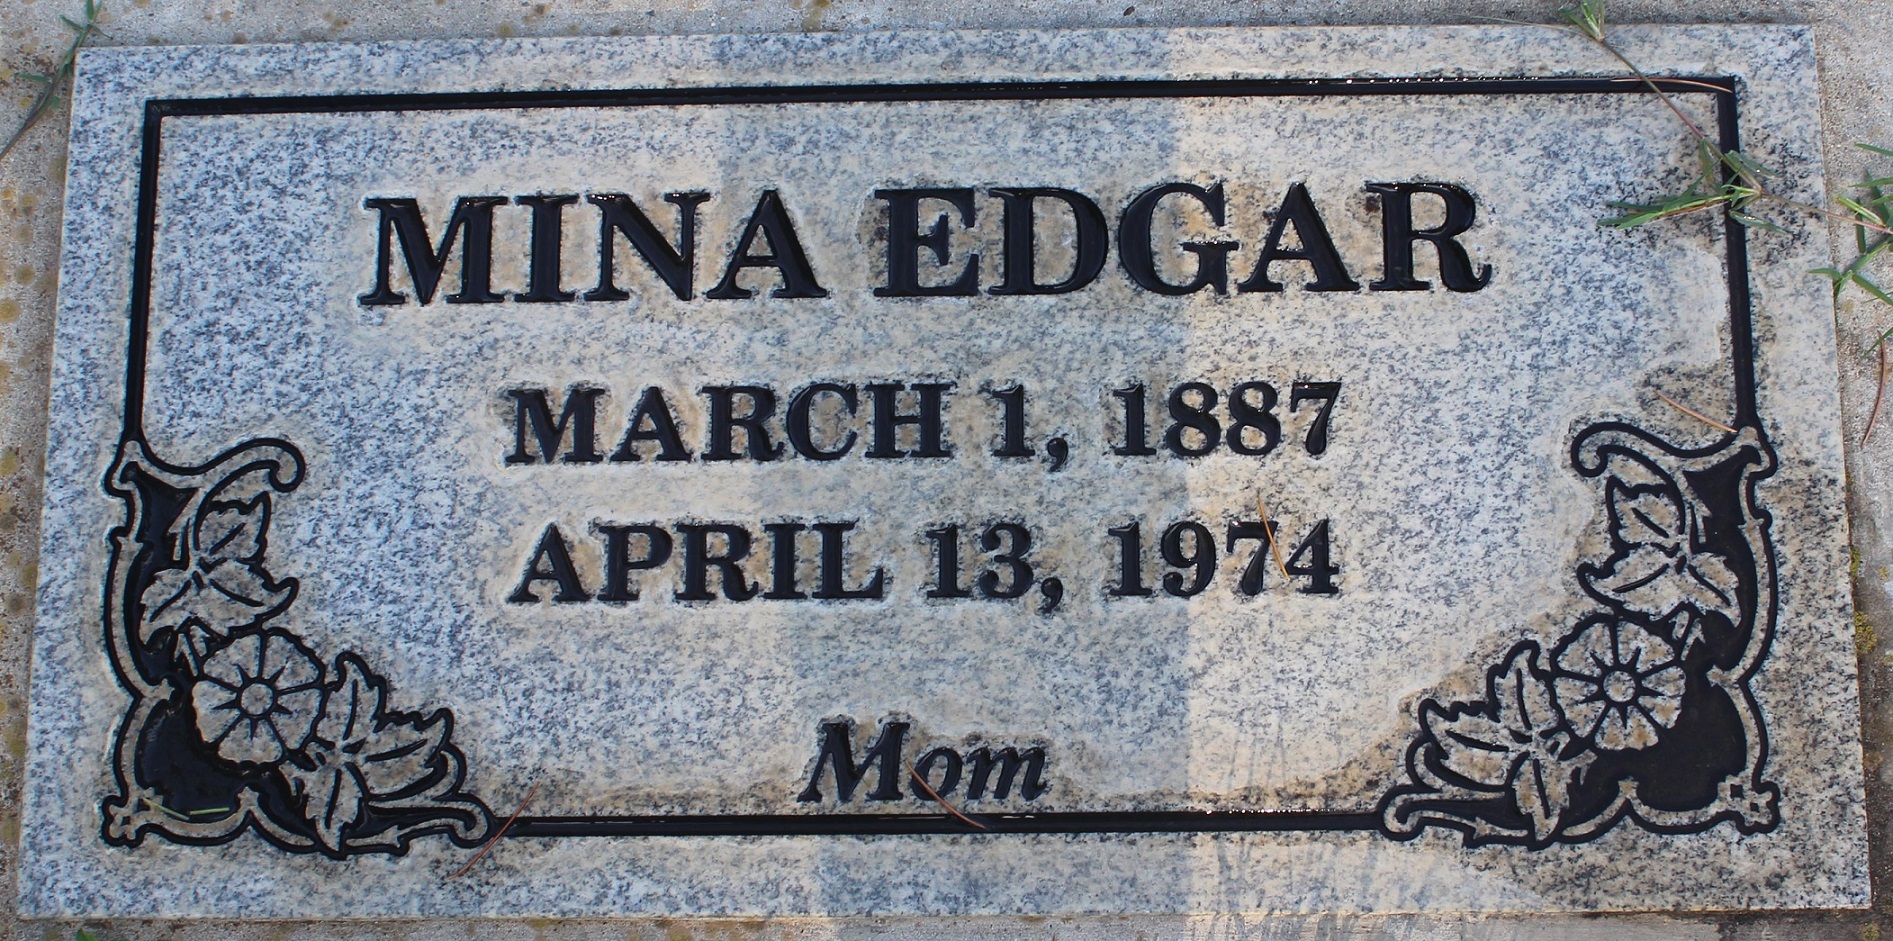 MINA EDGAR
MARCH 1, 1887
APRIL 13, 1974
Mom